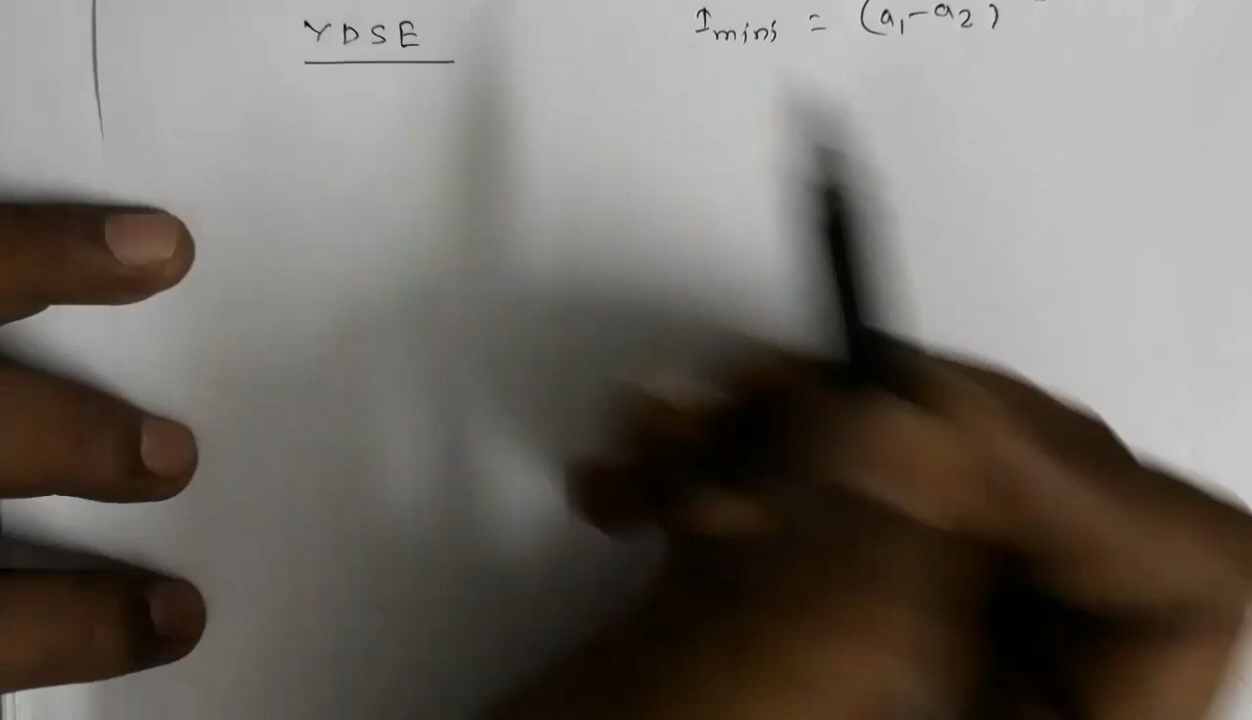 YDSE
Imini = (a₁-a₂)